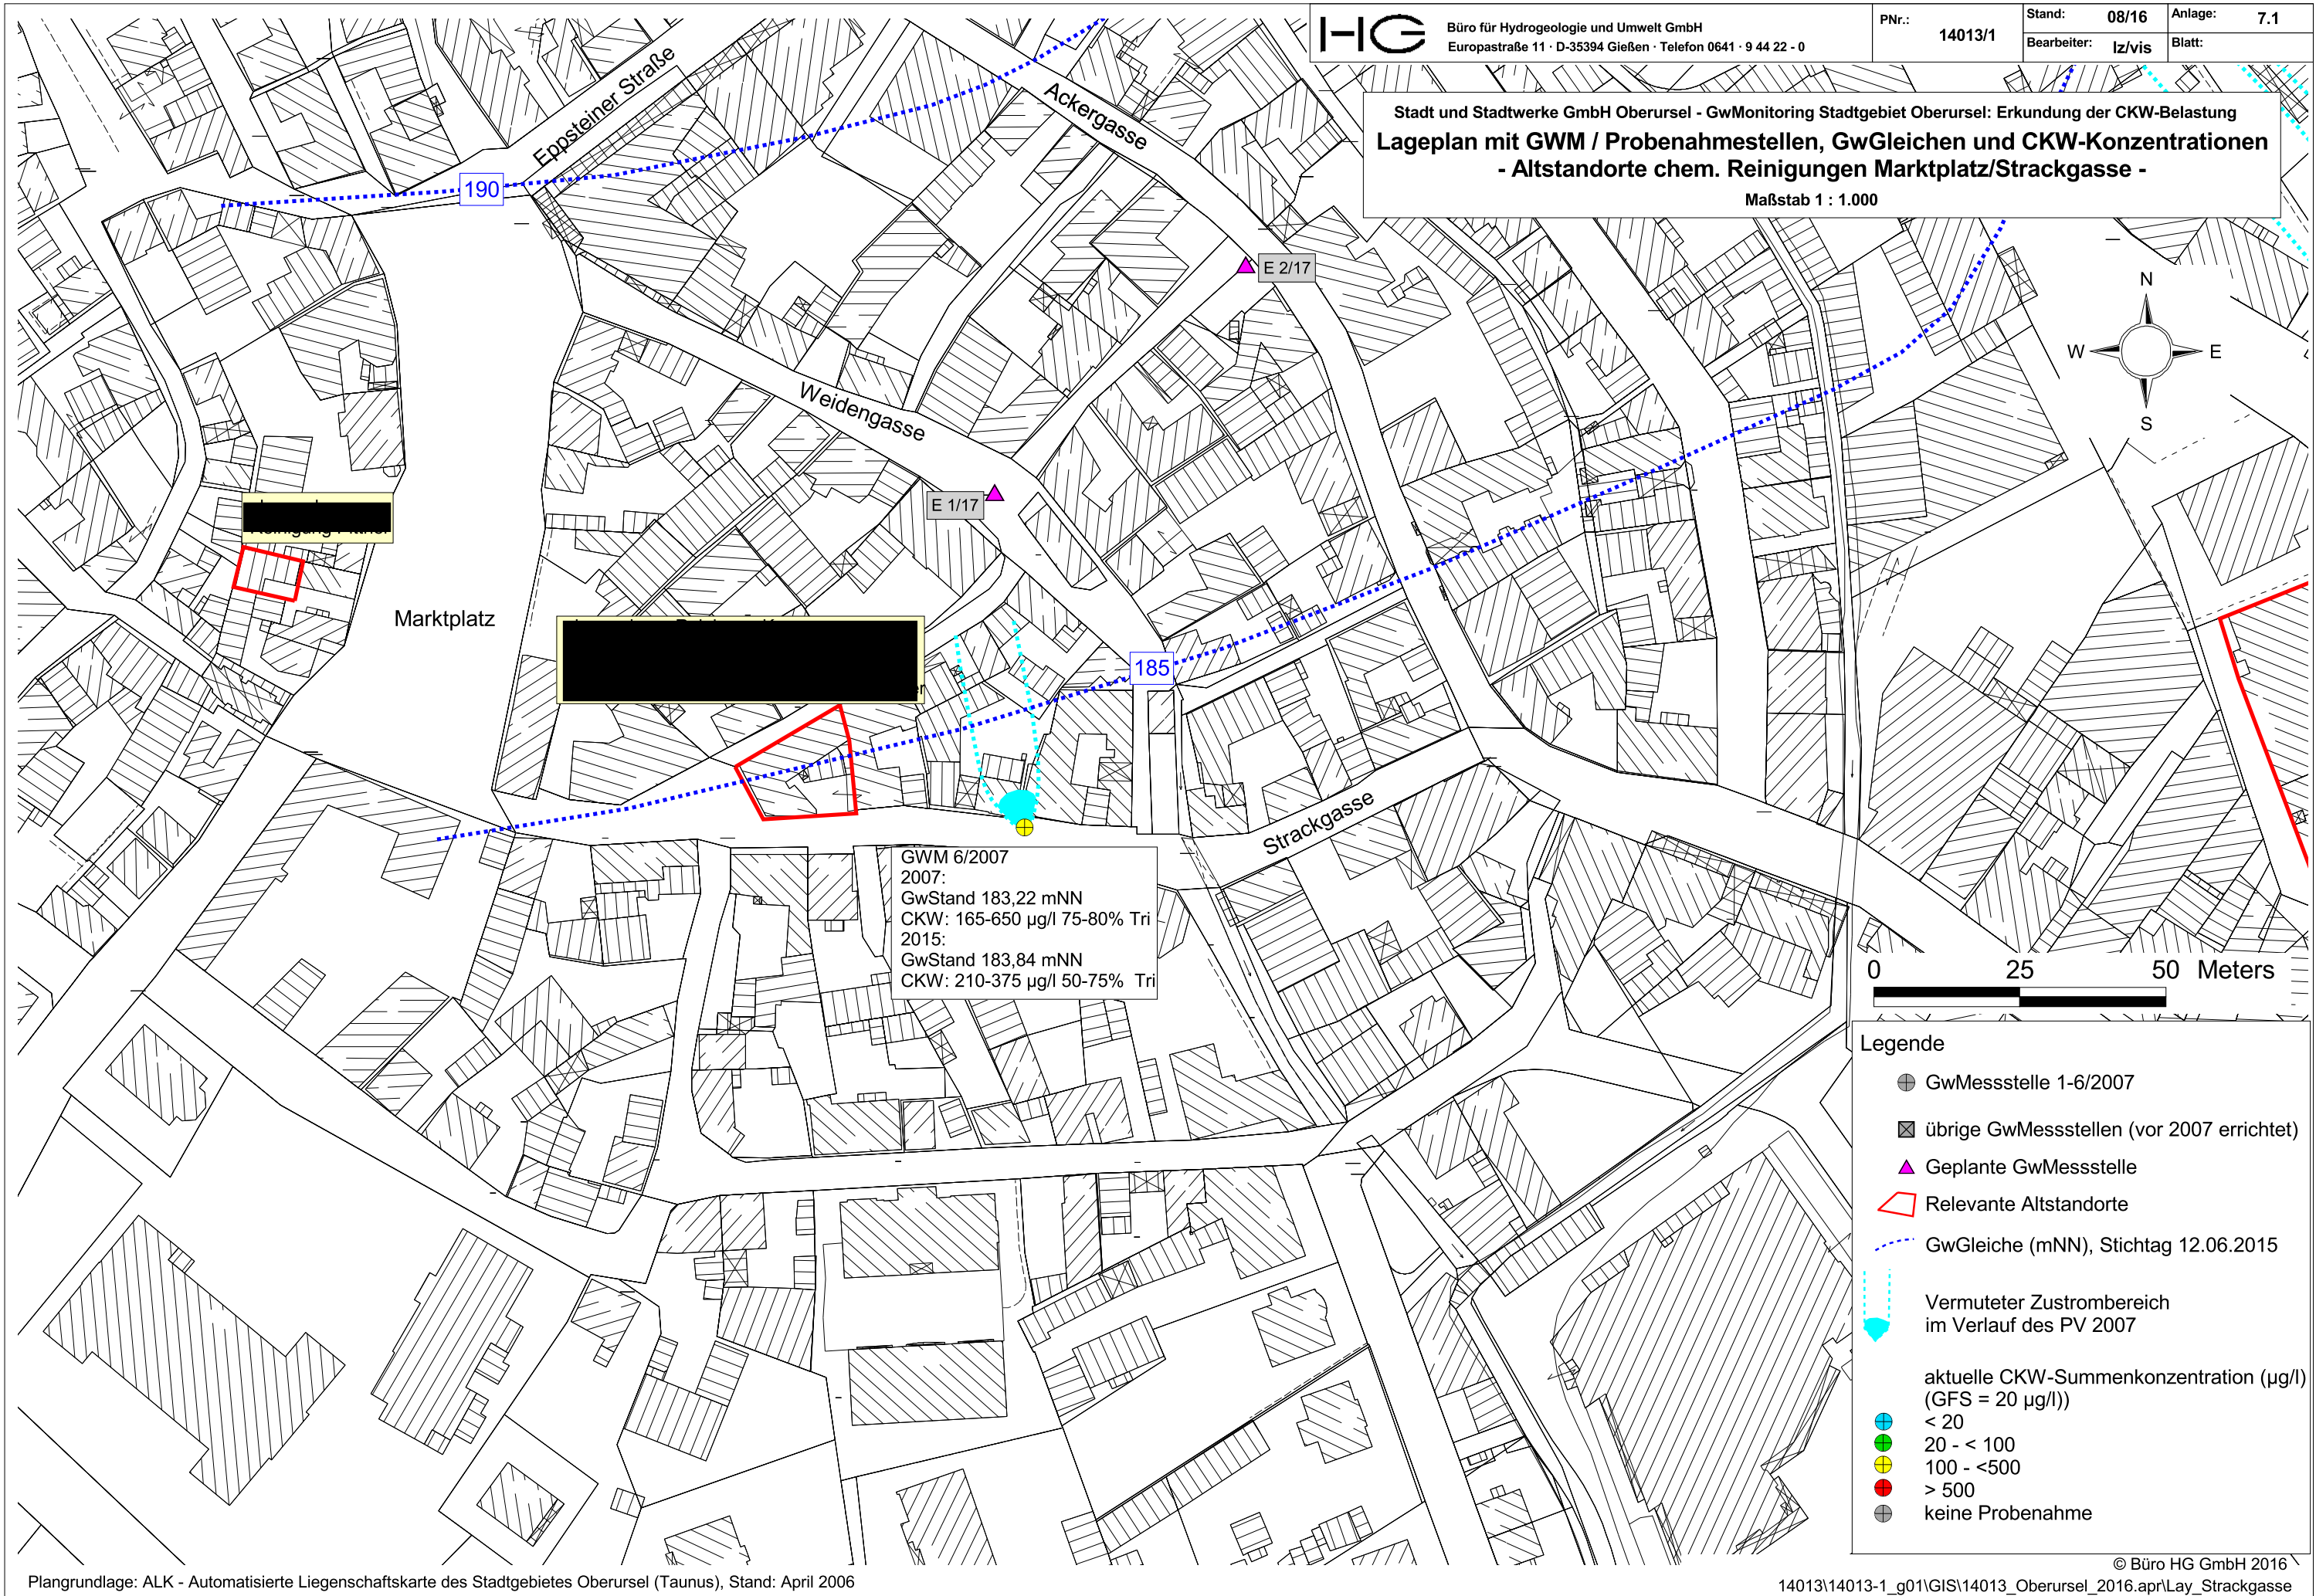 HG
Büro für Hydrogeologie und Umwelt GmbH
Europastraße 11 · D-35394 Gießen · Telefon 0641 · 9 44 22 - 0
PNr.: 14013/1
Stand: 08/16
Anlage: 7.1
Bearbeiter: lz/vis
Blatt:
Stadt und Stadtwerke GmbH Oberursel - GwMonitoring Stadtgebiet Oberursel: Erkundung der CKW-Belastung
Lageplan mit GWM / Probenahmestellen, GwGleichen und CKW-Konzentrationen
- Altstandorte chem. Reinigungen Marktplatz/Strackgasse -
Maßstab 1 : 1.000
Eppsteiner Straße
Ackergasse
190
E 2/17
N
W
E
S
Weidengasse
E 1/17
Marktplatz
185
Strackgasse
GWM 6/2007
2007:
GwStand 183,22 mNN
CKW: 165-650 µg/l 75-80% Tri
2015:
GwStand 183,84 mNN
CKW: 210-375 µg/l 50-75% Tri
0 25 50 Meters
Legende
GwMessstelle 1-6/2007
übrige GwMessstellen (vor 2007 errichtet)
Geplante GwMessstelle
Relevante Altstandorte
GwGleiche (mNN), Stichtag 12.06.2015
Vermuteter Zustrombereich
im Verlauf des PV 2007
aktuelle CKW-Summenkonzentration (µg/l)
(GFS = 20 µg/l))
< 20
20 - < 100
100 - <500
> 500
keine Probenahme
© Büro HG GmbH 2016
Plangrundlage: ALK - Automatisierte Liegenschaftskarte des Stadtgebietes Oberursel (Taunus), Stand: April 2006
14013\14013-1_g01\GIS\14013_Oberursel_2016.apr\Lay_Strackgasse